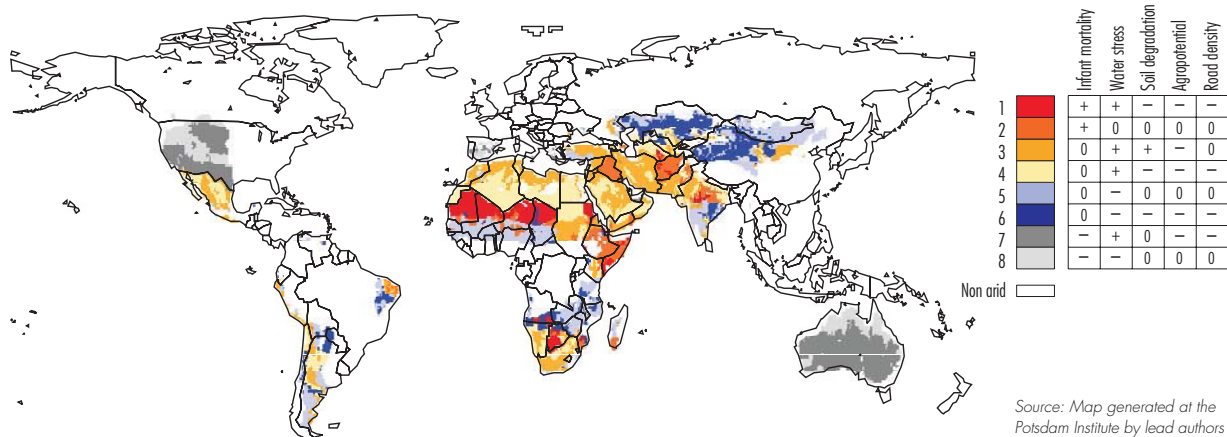 Infant mortality
Water stress
Soil degradation
Agropotential
Road density
1 + + – – –
2 + 0 0 0 0
3 0 + + – 0
4 0 + – – –
5 0 – 0 0 0
6 0 – – – –
7 – + 0 – –
8 – – 0 0 0
Non arid
Source: Map generated at the
Potsdam Institute by lead authors